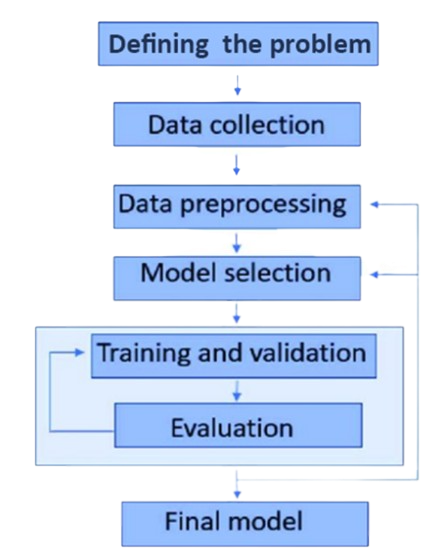 Defining the problem
Data collection
Data preprocessing
Model selection
Training and validation
Evaluation
Final model